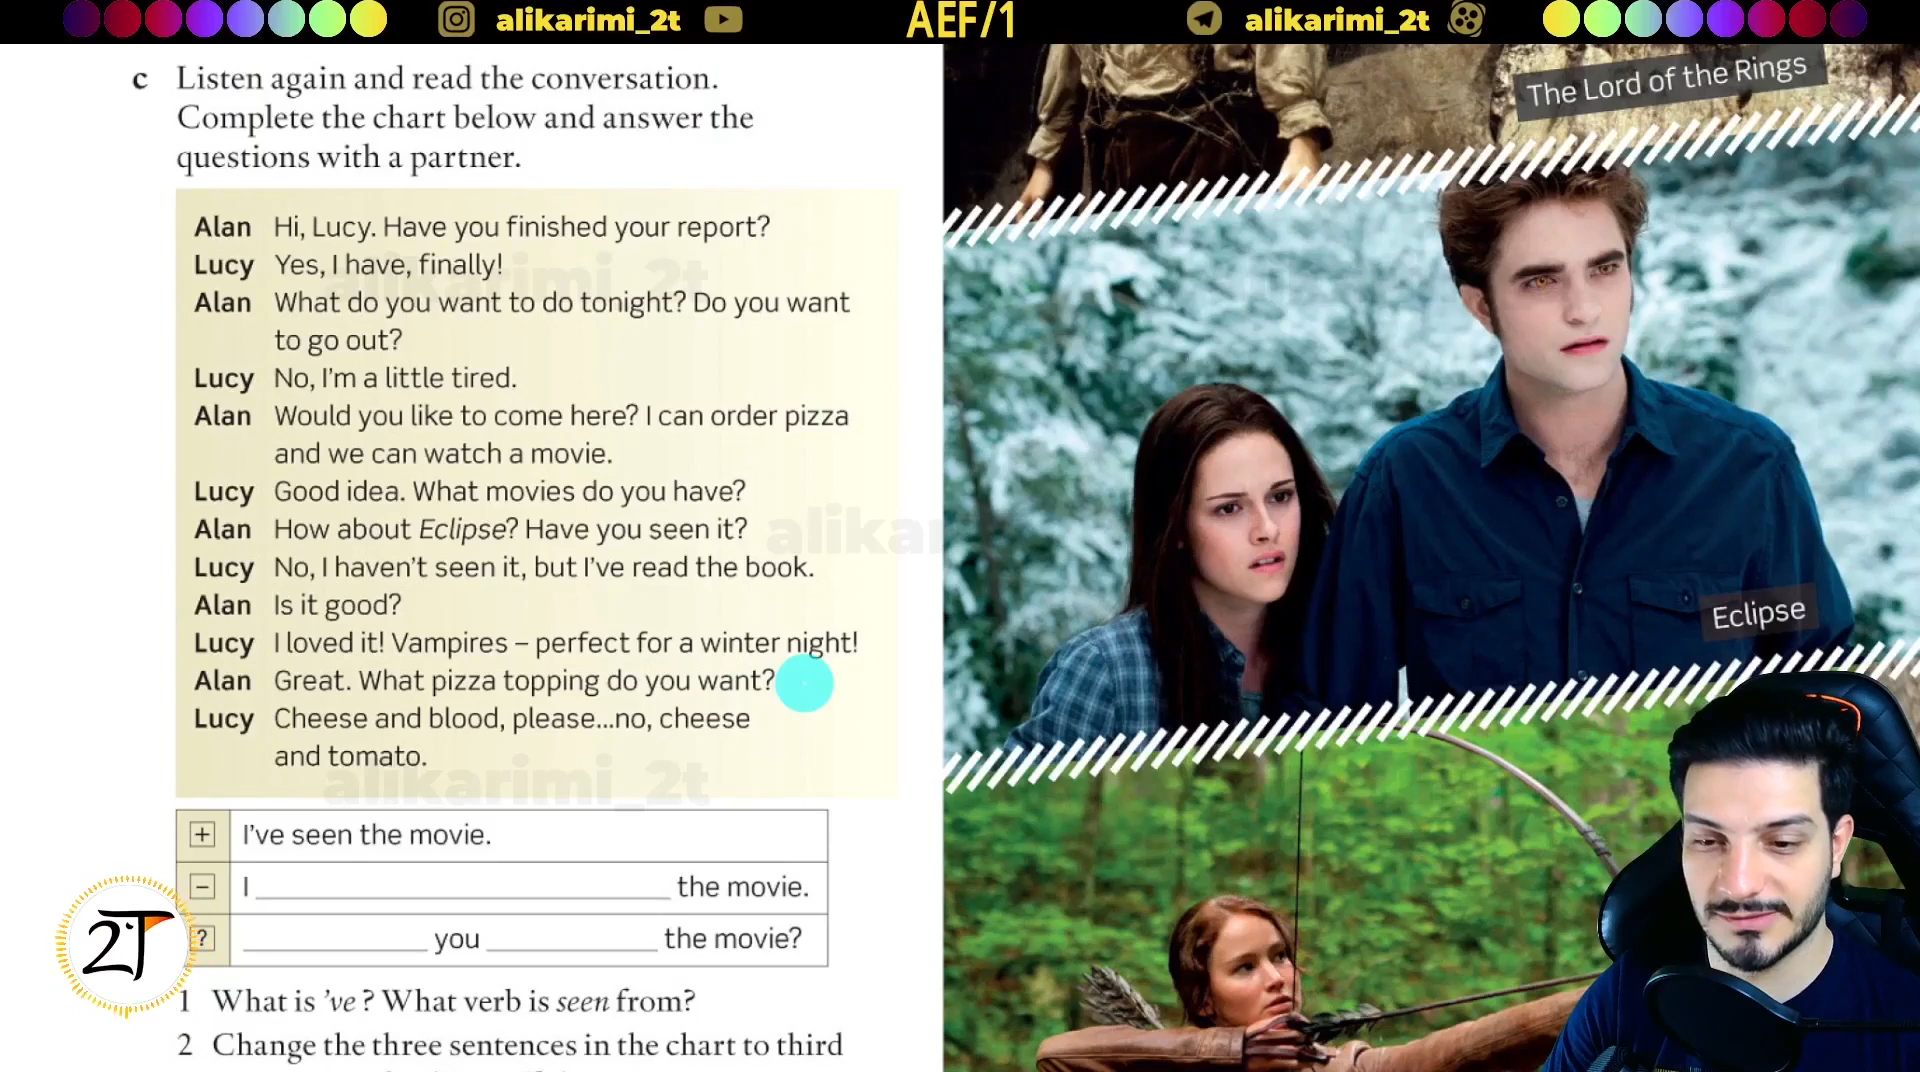 alikarimi_2t
AEF/1
alikarimi_2t
c Listen again and read the conversation.
Complete the chart below and answer the
questions with a partner.
Alan Hi, Lucy. Have you finished your report?
Lucy Yes, I have, finally!
Alan What do you want to do tonight? Do you want
to go out?
Lucy No, I'm a little tired.
Alan Would you like to come here? I can order pizza
and we can watch a movie.
Lucy Good idea. What movies do you have?
Alan How about Eclipse? Have you seen it?
Lucy No, I haven't seen it, but I've read the book.
Alan Is it good?
Lucy I loved it! Vampires – perfect for a winter night!
Alan Great. What pizza topping do you want?
Lucy Cheese and blood, please...no, cheese
and tomato.
alikarimi_2t
+ I've seen the movie.
− I ____ the movie.
? ____ you ____ the movie?
1 What is 've? What verb is seen from?
2 Change the three sentences in the chart to third
The Lord of the Rings
Eclipse
2T